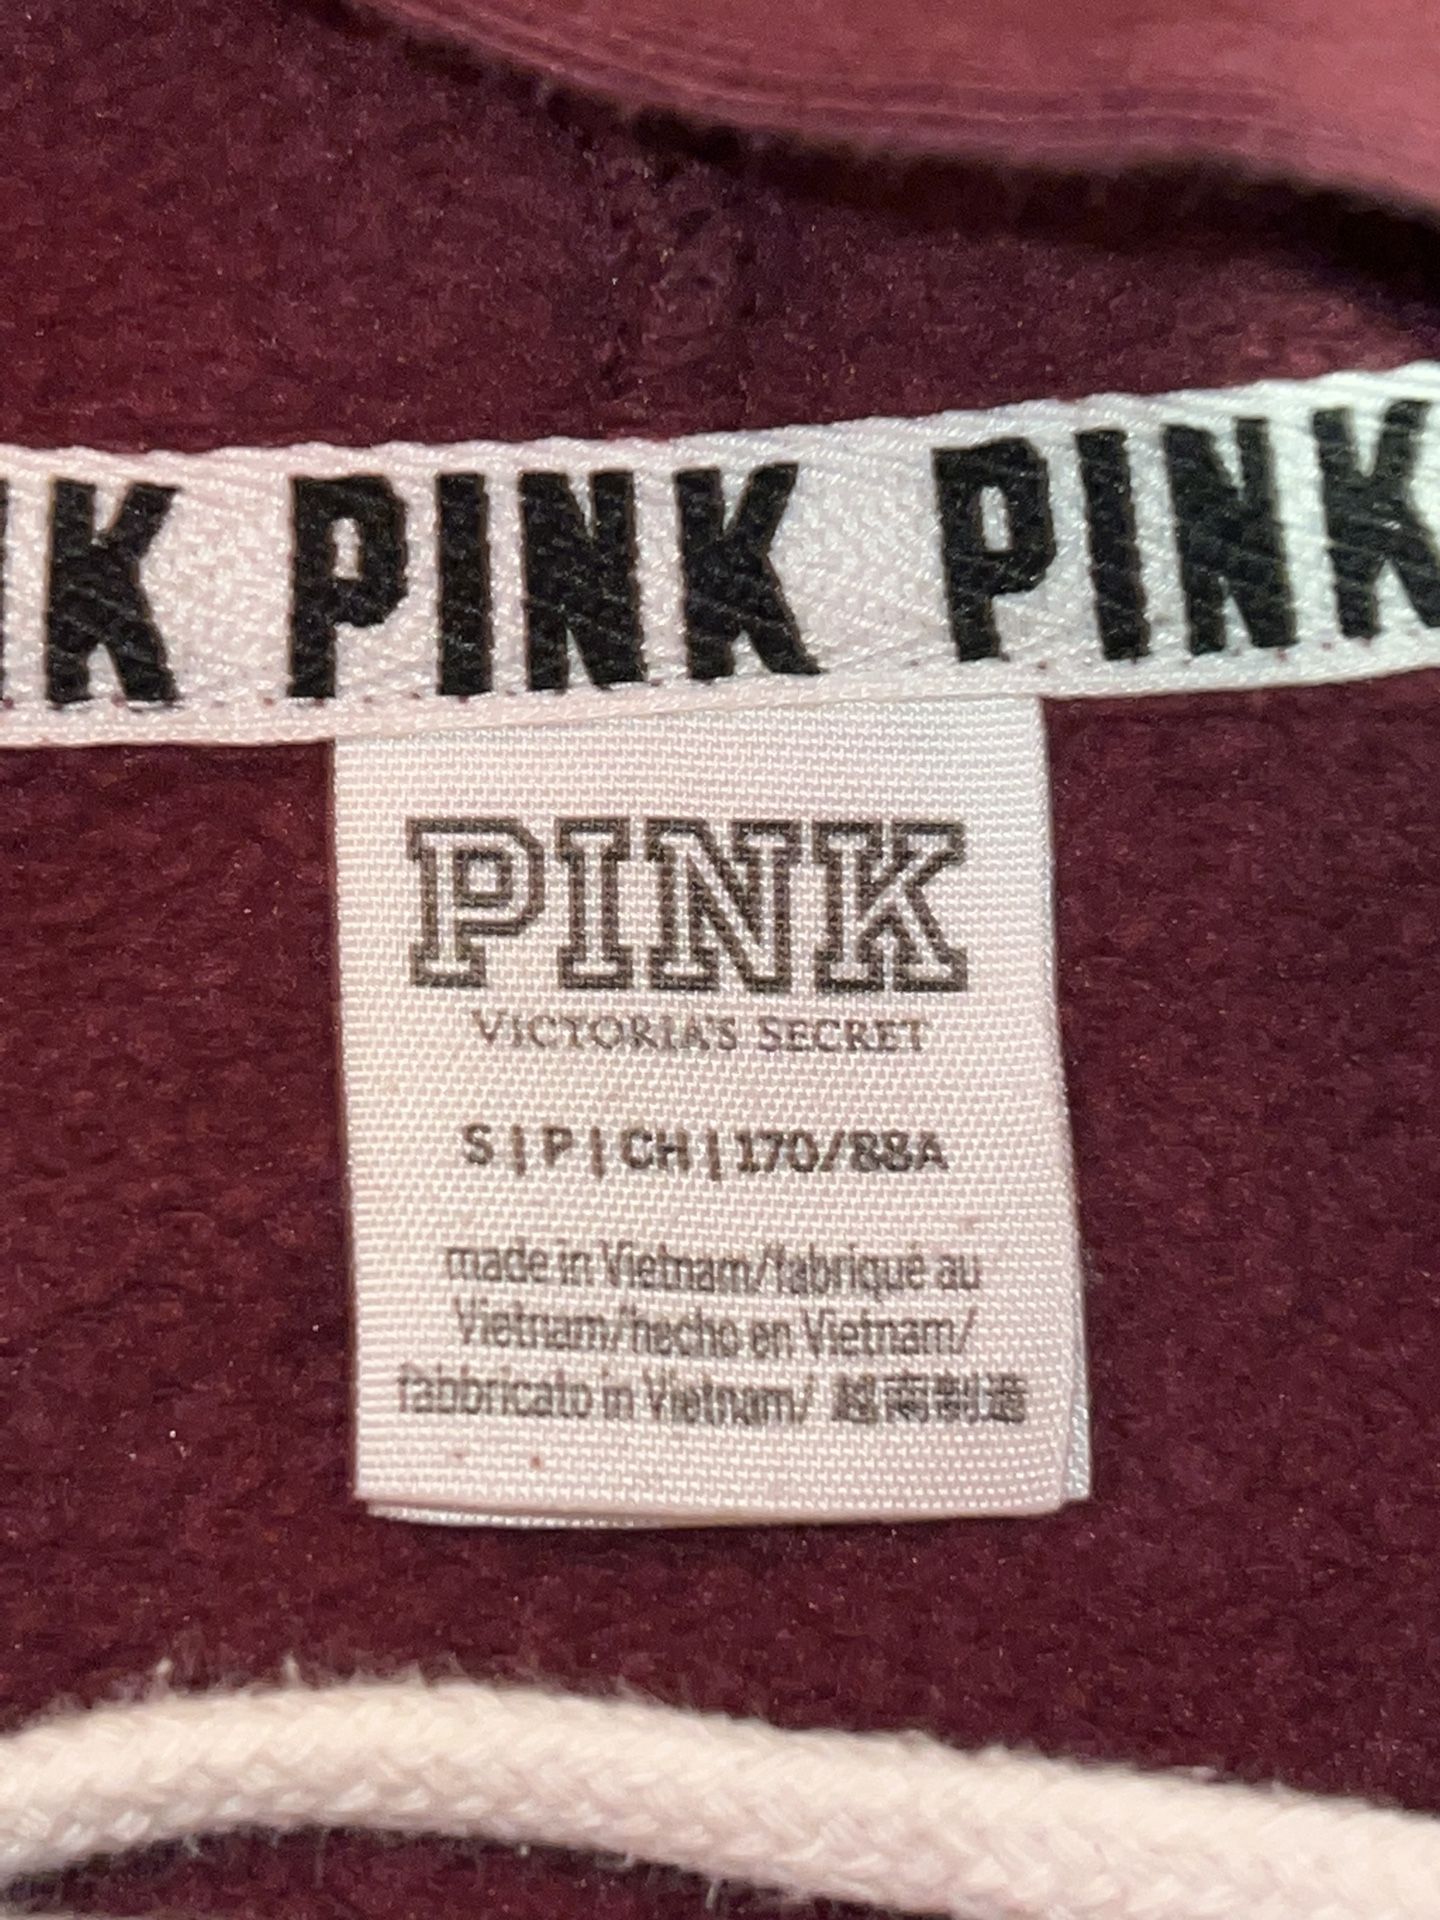 K PINK PINK
PINK
VICTORIA'S SECRET
S | P | CH | 170/88A
made in Vietnam/fabriqué au
Vietnam/hecho en Vietnam/
fabbricato in Vietnam/ 越南制造